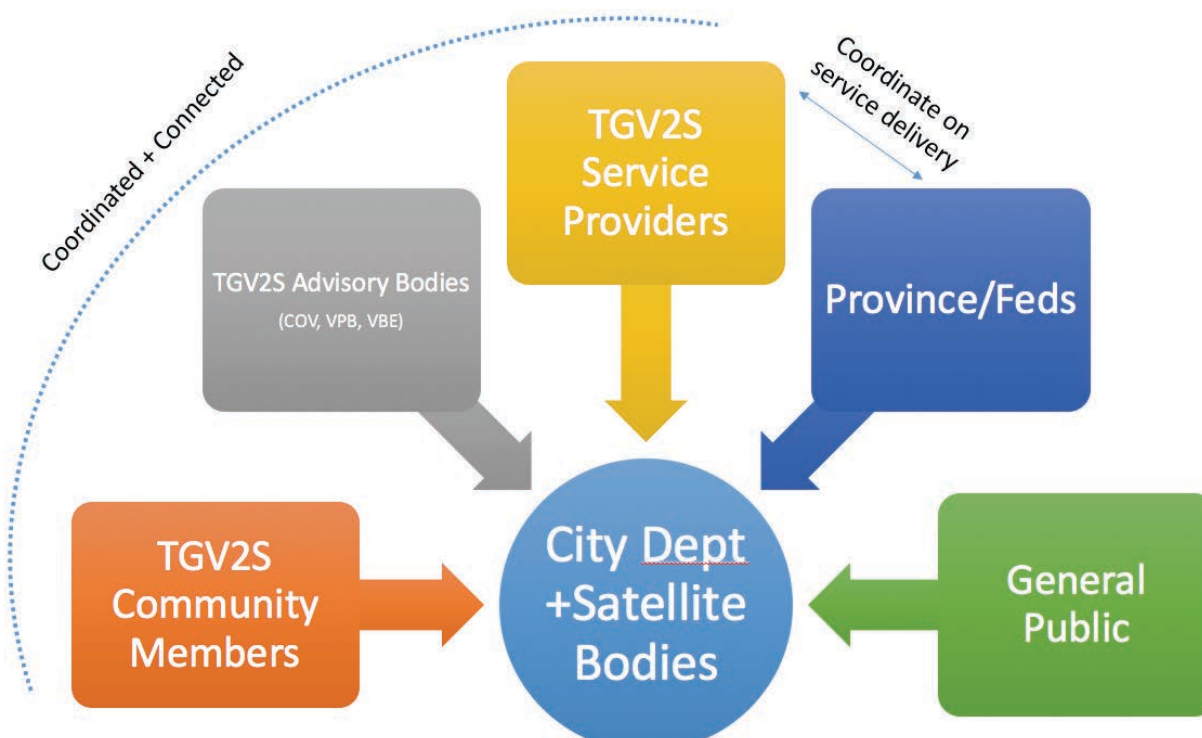 Coordinated + Connected
Coordinate on
service delivery
TGV2S
Service
Providers
TGV2S Advisory Bodies
(COV, VPB, VBE)
Province/Feds
TGV2S
Community
Members
City Dept
+Satellite
Bodies
General
Public